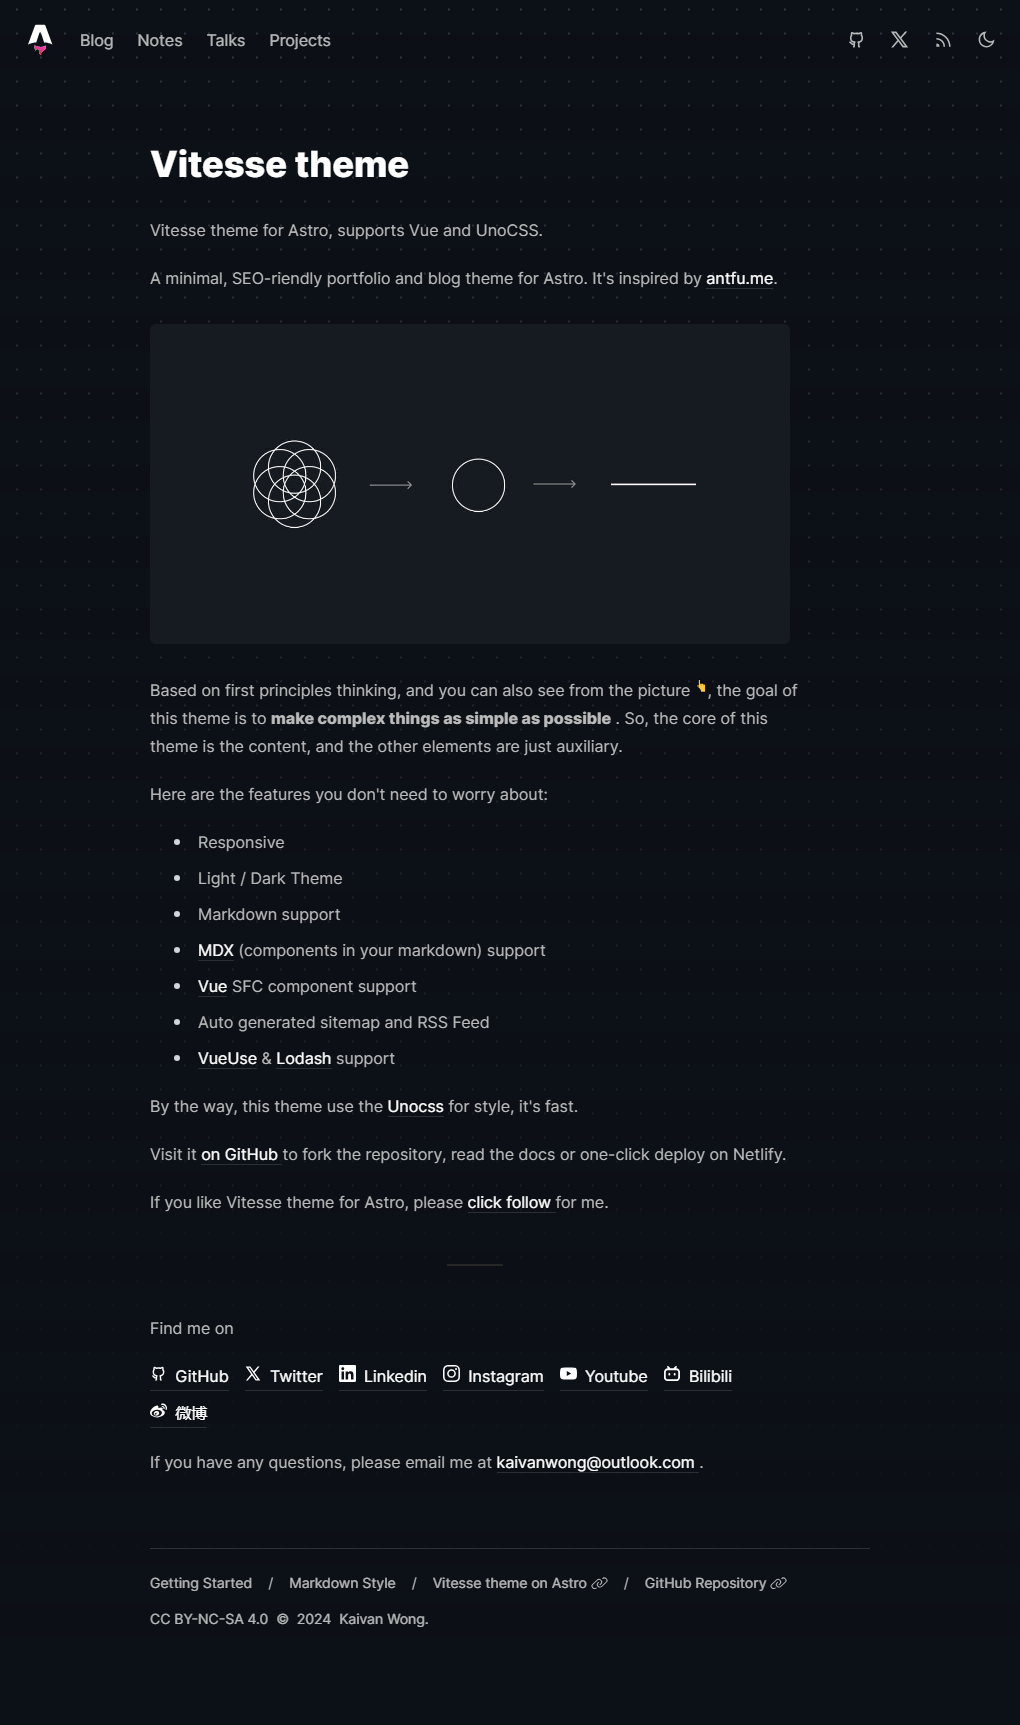 Blog Notes Talks Projects
Vitesse theme
Vitesse theme for Astro, supports Vue and UnoCSS.
A minimal, SEO-riendly portfolio and blog theme for Astro. It's inspired by antfu.me.
Based on first principles thinking, and you can also see from the picture 👆, the goal of
this theme is to make complex things as simple as possible . So, the core of this
theme is the content, and the other elements are just auxiliary.
Here are the features you don't need to worry about:
Responsive
Light / Dark Theme
Markdown support
MDX (components in your markdown) support
Vue SFC component support
Auto generated sitemap and RSS Feed
VueUse & Lodash support
By the way, this theme use the Unocss for style, it's fast.
Visit it on GitHub to fork the repository, read the docs or one-click deploy on Netlify.
If you like Vitesse theme for Astro, please click follow for me.
Find me on
GitHub Twitter Linkedin Instagram Youtube Bilibili
微博
If you have any questions, please email me at kaivanwong@outlook.com .
Getting Started / Markdown Style / Vitesse theme on Astro / GitHub Repository
CC BY-NC-SA 4.0 © 2024 Kaivan Wong.